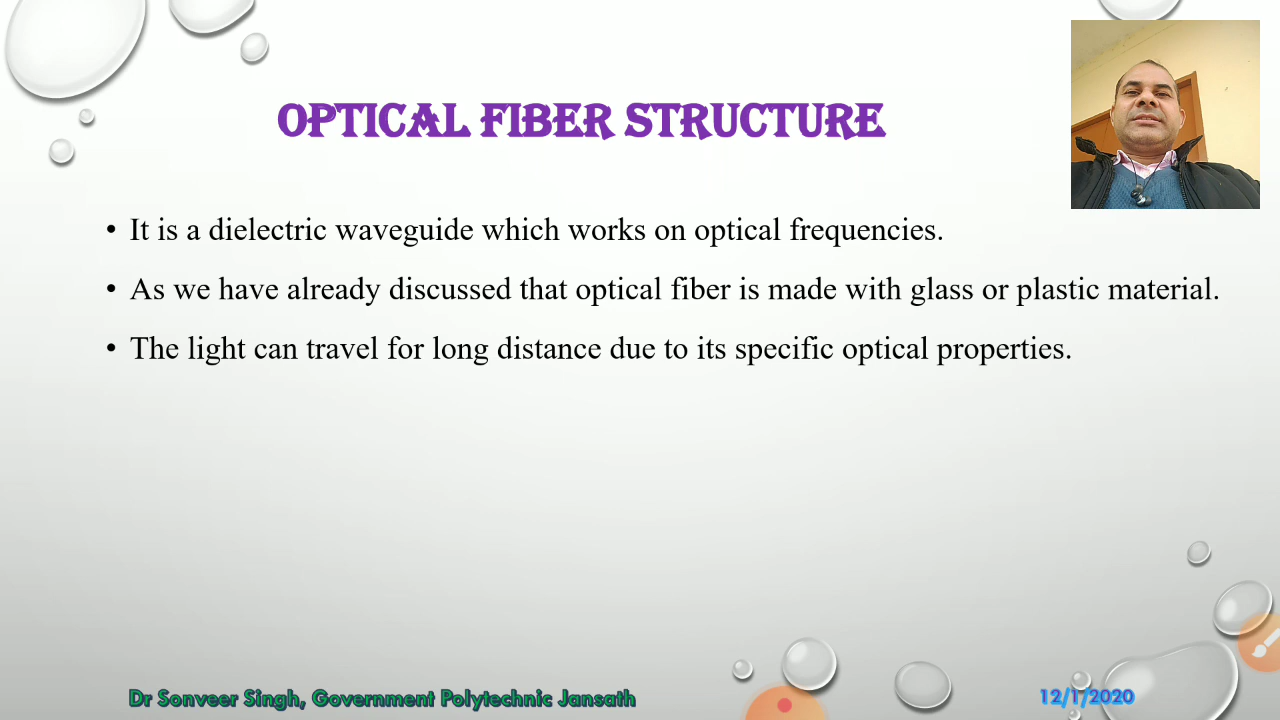 OPTICAL FIBER STRUCTURE
• It is a dielectric waveguide which works on optical frequencies.
• As we have already discussed that optical fiber is made with glass or plastic material.
• The light can travel for long distance due to its specific optical properties.
Dr Sonveer Singh, Government Polytechnic Jansath
12/1/2020